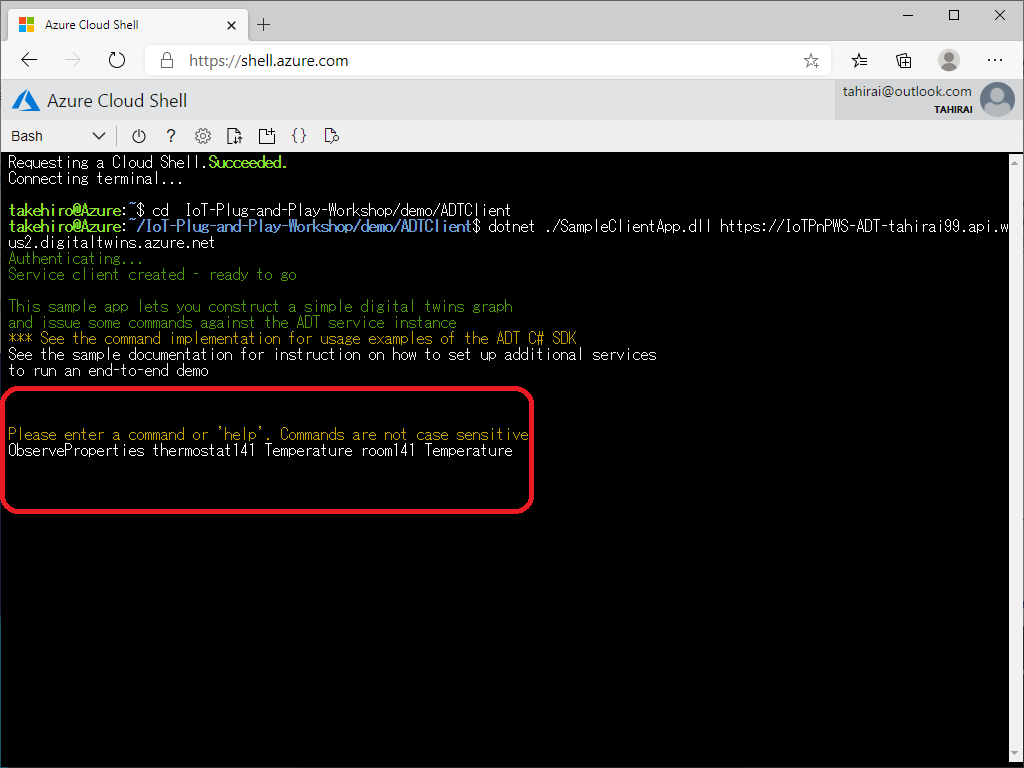 Azure Cloud Shell
https://shell.azure.com
Azure Cloud Shell
tahirai@outlook.com
TAHIRAI
Bash
Requesting a Cloud Shell.Succeeded.
Connecting terminal...
takehiro@Azure:~$ cd  IoT-Plug-and-Play-Workshop/demo/ADTClient
takehiro@Azure:~/IoT-Plug-and-Play-Workshop/demo/ADTClient$ dotnet ./SampleClientApp.dll https://IoTPnPWS-ADT-tahirai99.api.w
us2.digitaltwins.azure.net
Authenticating...
Service client created - ready to go
This sample app lets you construct a simple digital twins graph
and issue some commands against the ADT service instance
*** See the command implementation for usage examples of the ADT C# SDK
See the sample documentation for instruction on how to set up additional services
to run an end-to-end demo
Please enter a command or 'help'. Commands are not case sensitive
ObserveProperties thermostat141 Temperature room141 Temperature